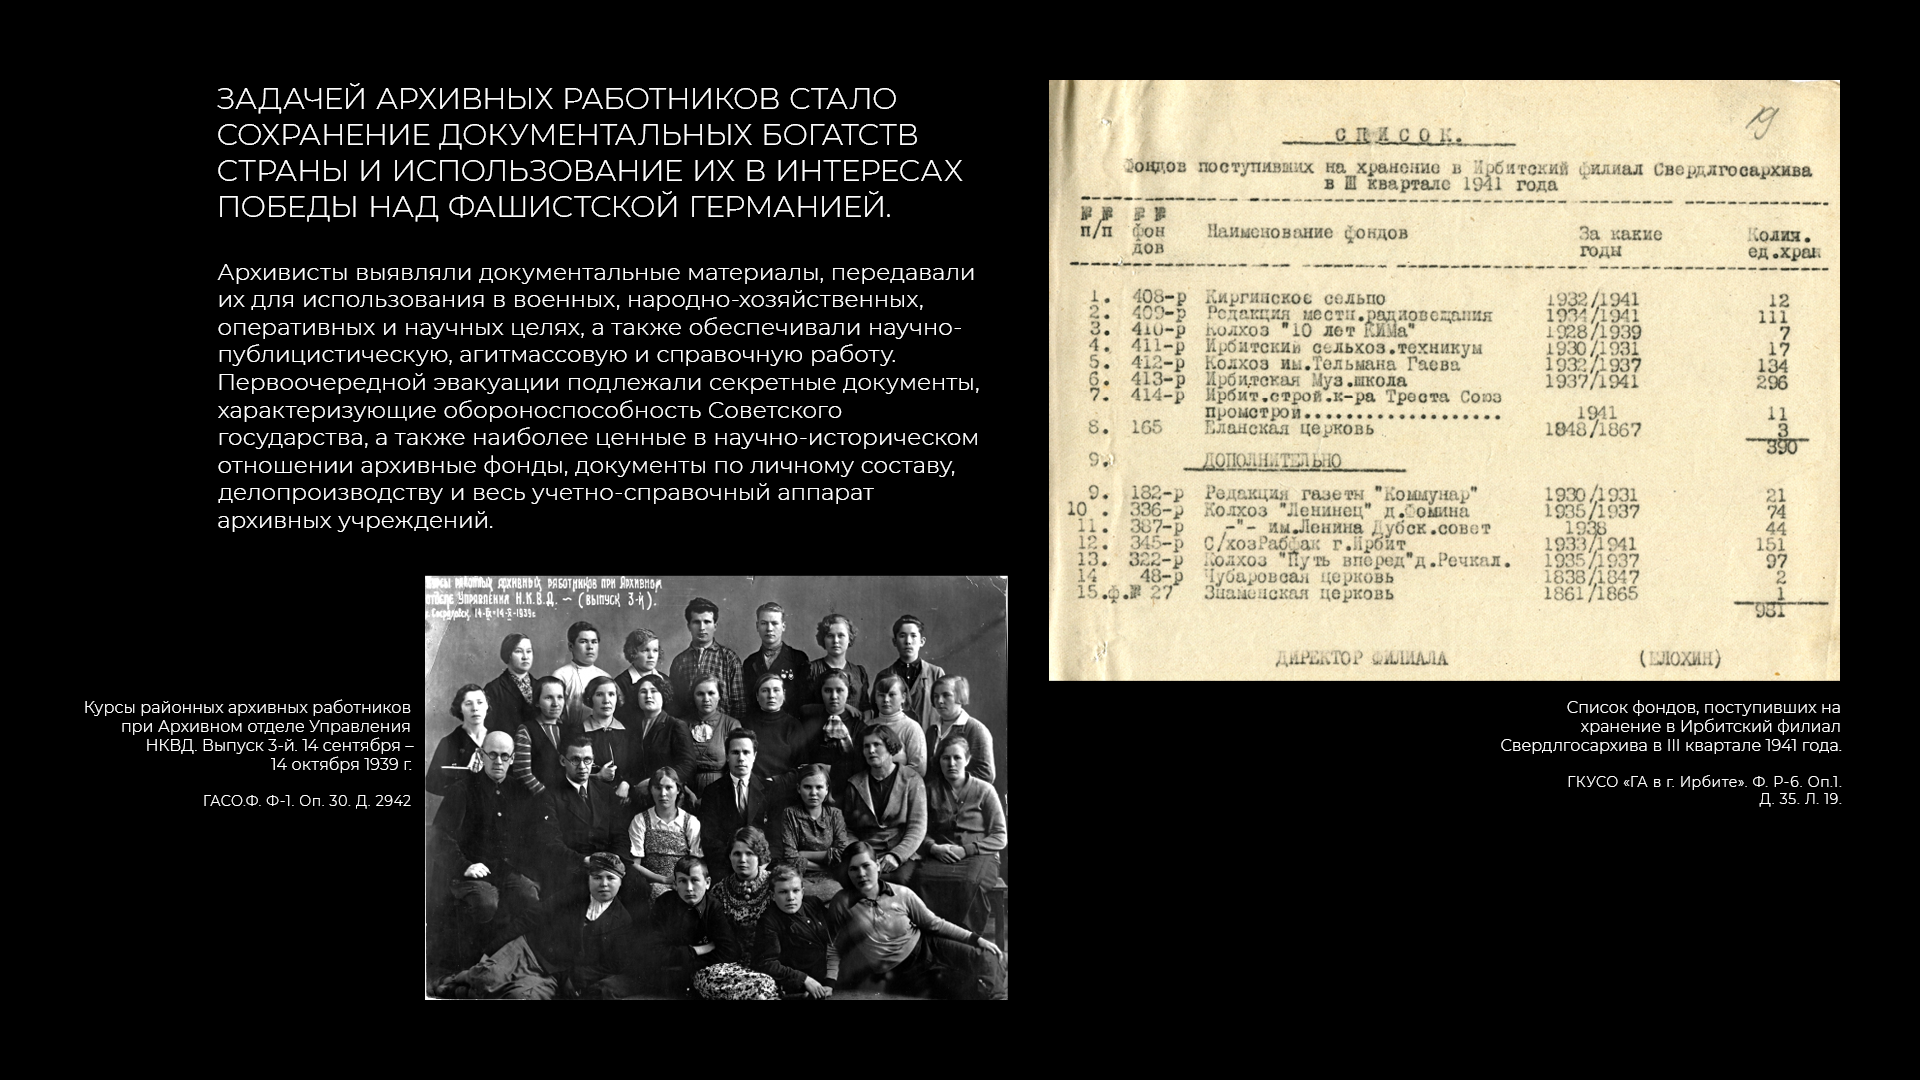 ЗАДАЧЕЙ АРХИВНЫХ РАБОТНИКОВ СТАЛО
СОХРАНЕНИЕ ДОКУМЕНТАЛЬНЫХ БОГАТСТВ
СТРАНЫ И ИСПОЛЬЗОВАНИЕ ИХ В ИНТЕРЕСАХ
ПОБЕДЫ НАД ФАШИСТСКОЙ ГЕРМАНИЕЙ.
Архивисты выявляли документальные материалы, передавали
их для использования в военных, народно-хозяйственных,
оперативных и научных целях, а также обеспечивали научно-
публицистическую, агитмассовую и справочную работу.
Первоочередной эвакуации подлежали секретные документы,
характеризующие обороноспособность Советского
государства, а также наиболее ценные в научно-историческом
отношении архивные фонды, документы по личному составу,
делопроизводству и весь учетно-справочный аппарат
архивных учреждений.
Курсы районных архивных работников при Архивном
отделе Управления Н.К.В.Д. – (выпуск 3-й).
14-IX-14-X-1939г.
Курсы районных архивных работников
при Архивном отделе Управления
НКВД. Выпуск 3-й. 14 сентября –
14 октября 1939 г.
ГАСО.Ф. Ф-1. Оп. 30. Д. 2942
19
СПИСОК.
Фондов поступивших на хранение в Ирбитский филиал Свердлгосархива
в III квартале 1941 года
№ № № №
п/п фон Наименование фондов За какие Колич.
дов годы ед.хран
1. 408-р Киргинское сельпо 1932/1941 12
2. 409-р Редакция местн.радиовещания 1934/1941 111
3. 410-р Колхоз "10 лет КИМа" 1928/1939 7
4. 411-р Ирбитский сельхоз.техникум 1930/1931 17
5. 412-р Колхоз им.Тельмана Гаева 1932/1937 134
6. 413-р Ирбитская Муз.школа 1937/1941 296
7. 414-р Ирбит.строй.к-ра Треста Союз
промстрой.................. 1941 11
8. 165 Еланская церковь 1848/1867 3
390
9. ДОПОЛНИТЕЛЬНО
9. 182-р Редакция газеты "Коммунар" 1930/1931 21
10. 336-р Колхоз "Ленинец" д.Фомина 1935/1937 74
11. 387-р -"- им.Ленина Дубск.совет 1938 44
12. 345-р С/хозРабфак г.Ирбит 1933/1941 151
13. 322-р Колхоз "Путь вперед"д.Речкал. 1935/1937 97
14 48-р Чубаровсая церковь 1838/1847 2
15.ф.№ 27 Знаменская церковь 1861/1865 1
981
ДИРЕКТОР ФИЛИАЛА (ЕЛОХИН)
Список фондов, поступивших на
хранение в Ирбитский филиал
Свердлгосархива в III квартале 1941 года.
ГКУСО «ГА в г. Ирбите». Ф. Р-6. Оп.1.
Д. 35. Л. 19.